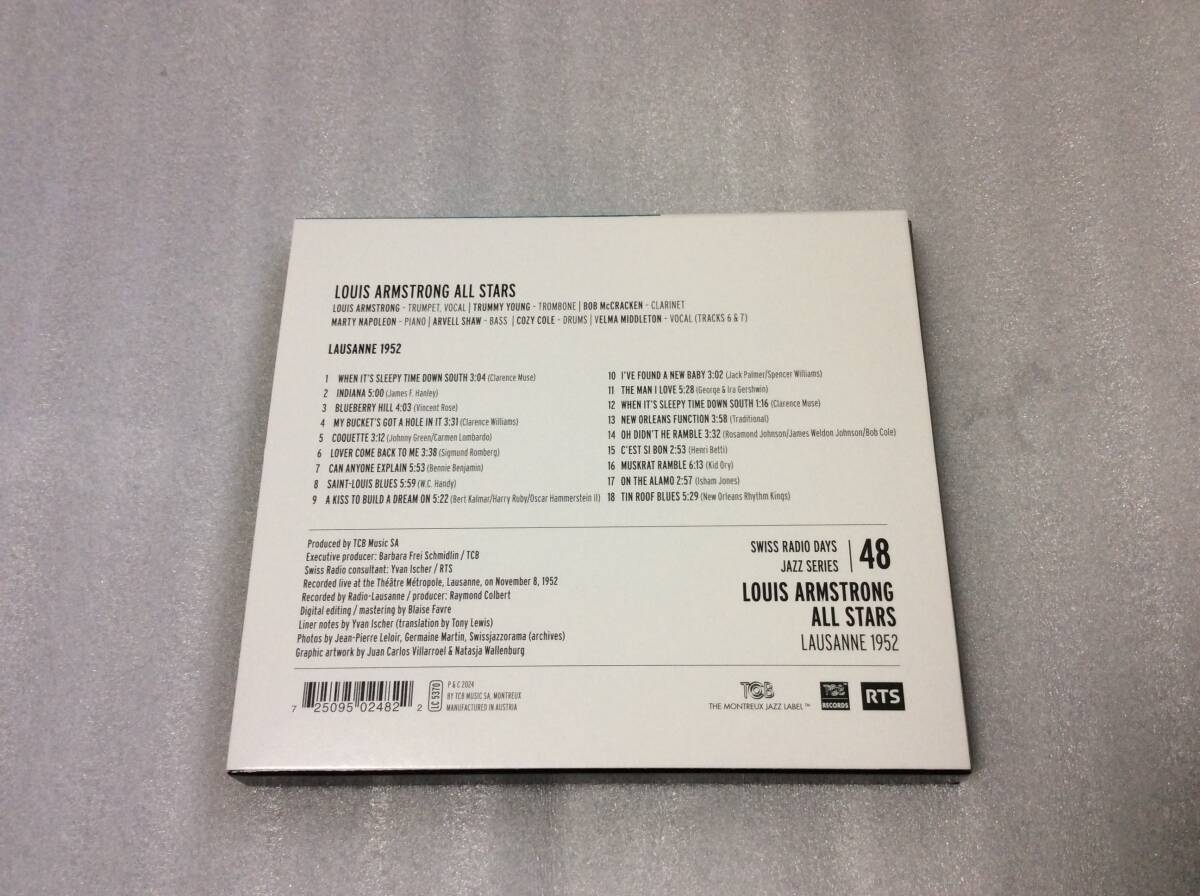 LOUIS ARMSTRONG ALL STARS
LOUIS ARMSTRONG - TRUMPET, VOCAL | TRUMMY YOUNG - TROMBONE | BOB McCRACKEN - CLARINET
MARTY NAPOLEON - PIANO | ARVELL SHAW - BASS | COZY COLE - DRUMS | VELMA MIDDLETON - VOCAL (TRACKS 6 & 7)
LAUSANNE 1952
1 WHEN IT'S SLEEPY TIME DOWN SOUTH 3:04 (Clarence Muse)
2 INDIANA 5:00 (James F. Hanley)
3 BLUEBERRY HILL 4:03 (Vincent Rose)
4 MY BUCKET'S GOT A HOLE IN IT 3:31 (Clarence Williams)
5 COQUETTE 3:12 (Johnny Green/Carmen Lombardo)
6 LOVER COME BACK TO ME 3:38 (Sigmund Romberg)
7 CAN ANYONE EXPLAIN 5:53 (Bennie Benjamin)
8 SAINT-LOUIS BLUES 5:59 (W.C. Handy)
9 A KISS TO BUILD A DREAM ON 5:22 (Bert Kalmar/Harry Ruby/Oscar Hammerstein II)
10 I'VE FOUND A NEW BABY 3:02 (Jack Palmer/Spencer Williams)
11 THE MAN I LOVE 5:28 (George & Ira Gershwin)
12 WHEN IT'S SLEEPY TIME DOWN SOUTH 1:16 (Clarence Muse)
13 NEW ORLEANS FUNCTION 3:58 (Traditional)
14 OH DIDN'T HE RAMBLE 3:32 (Rosamond Johnson/James Weldon Johnson/Bob Cole)
15 C'EST SI BON 2:53 (Henri Betti)
16 MUSKRAT RAMBLE 6:13 (Kid Ory)
17 ON THE ALAMO 2:57 (Isham Jones)
18 TIN ROOF BLUES 5:29 (New Orleans Rhythm Kings)
Produced by TCB Music SA
Executive producer: Barbara Frei Schmidlin / TCB
Swiss Radio consultant: Yvan Ischer / RTS
Recorded live at the Théâtre Métropole, Lausanne, on November 8, 1952
Recorded by Radio-Lausanne / producer: Raymond Colbert
Digital editing / mastering by Blaise Favre
Liner notes by Yvan Ischer (translation by Tony Lewis)
Photos by Jean-Pierre Leloir, Germaine Martin, Swissjazzorama (archives)
Graphic artwork by Juan Carlos Villarroel & Natasja Wallenburg
SWISS RADIO DAYS
JAZZ SERIES | 48
LOUIS ARMSTRONG
ALL STARS
LAUSANNE 1952
7 25095 02482 2
LC 5370
P & C 2024
BY TCB MUSIC SA, MONTREUX
MANUFACTURED IN AUSTRIA
TCB
THE MONTREUX JAZZ LABEL™
TCB
RECORDS
RTS